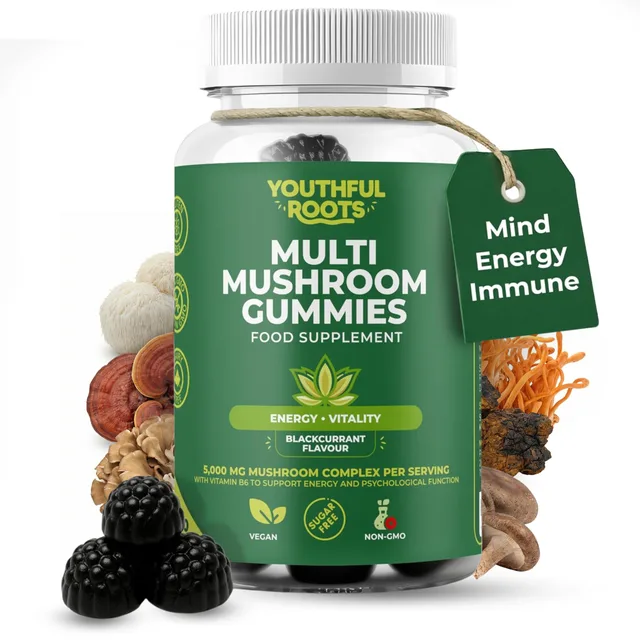 YOUTHFUL
ROOTS
MULTI
MUSHROOM
GUMMIES
FOOD SUPPLEMENT
ENERGY • VITALITY
BLACKCURRANT
FLAVOUR
5,000 MG MUSHROOM COMPLEX PER SERVING
WITH VITAMIN B6 TO SUPPORT ENERGY AND PSYCHOLOGICAL FUNCTION
VEGAN
SUGAR
FREE
NON-GMO
Mind
Energy
Immune